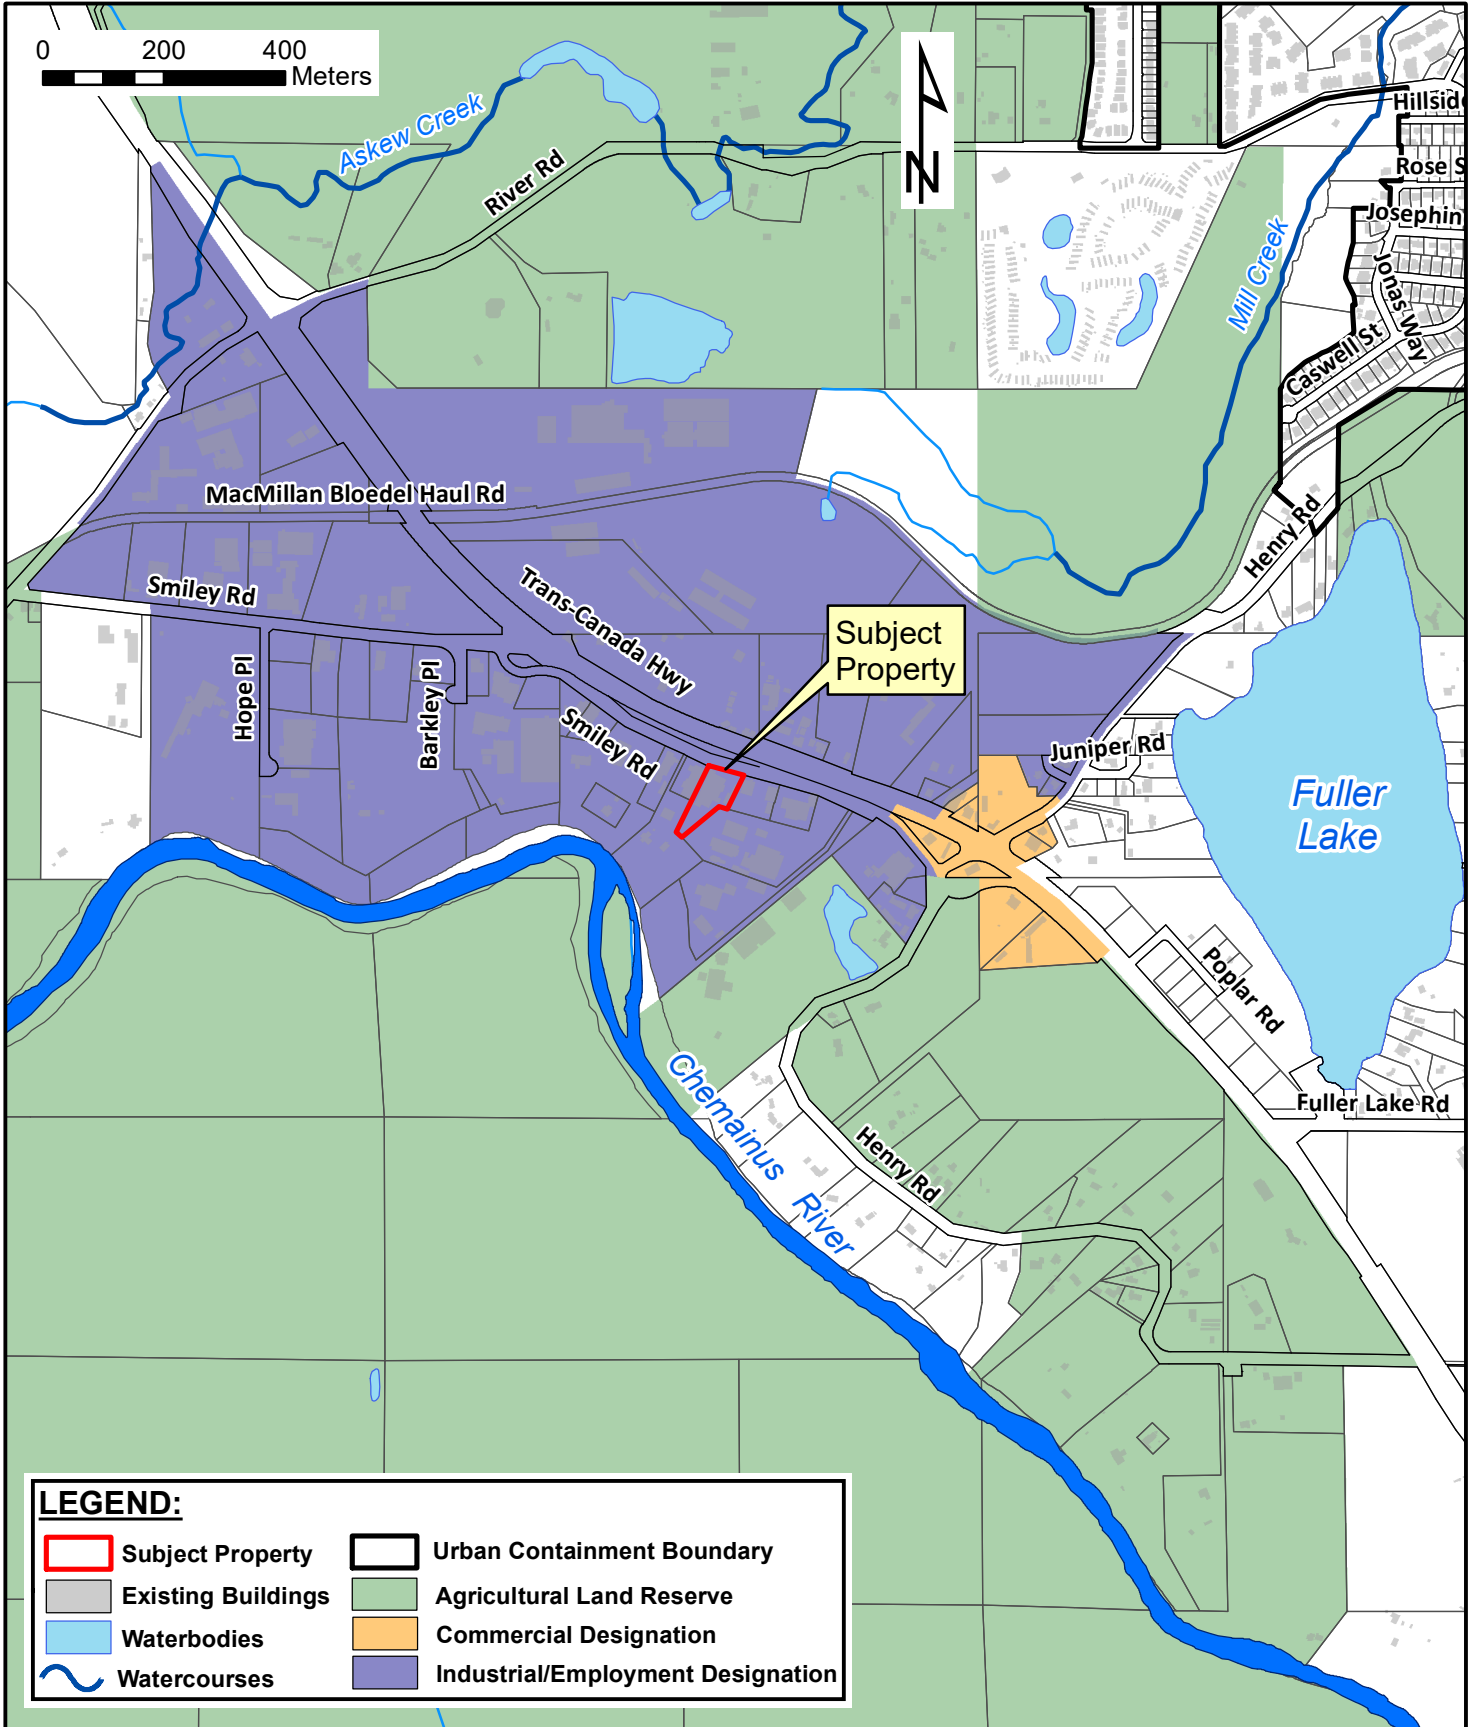 0 200 400
Meters
Askew Creek
River Rd
N
Mill Creek
Hillside
Rose S
Josephin
Jonas Way
Caswell St
Henry Rd
MacMillan Bloedel Haul Rd
Smiley Rd
Trans-Canada Hwy
Subject
Property
Hope Pl
Barkley Pl
Smiley Rd
Juniper Rd
Fuller
Lake
Poplar Rd
Fuller Lake Rd
Chemainus River
Henry Rd
LEGEND:
Subject Property
Existing Buildings
Waterbodies
Watercourses
Urban Containment Boundary
Agricultural Land Reserve
Commercial Designation
Industrial/Employment Designation